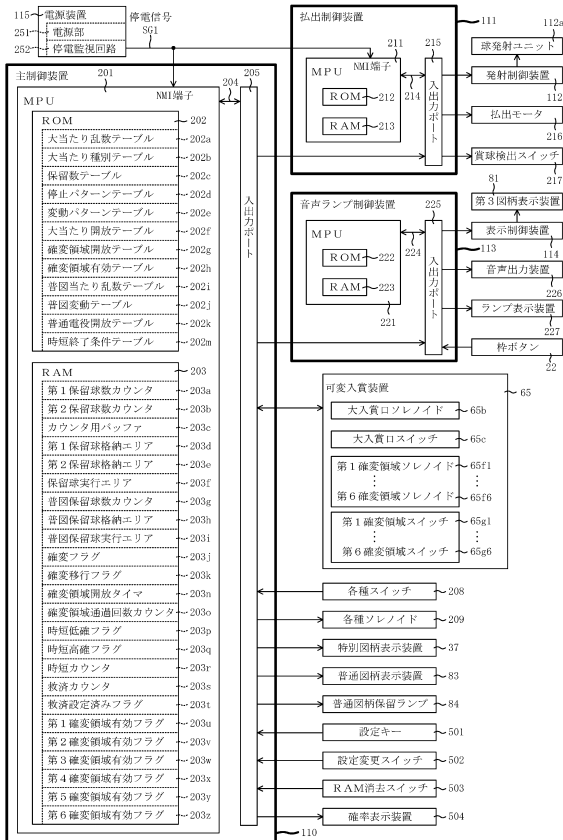 115
電源装置
251
電源部
252
停電監視回路
停電信号
SG1
主制御装置
201
MPU
NMI端子
204
205
入出力ポート
ROM
202
大当たり乱数テーブル
202a
大当たり種別テーブル
202b
保留数テーブル
202c
停止パターンテーブル
202d
変動パターンテーブル
202e
大当たり開放テーブル
202f
確変領域開放テーブル
202g
確変領域有効テーブル
202h
普図当たり乱数テーブル
202i
普図変動テーブル
202j
普通電役開放テーブル
202k
時短終了条件テーブル
202m
RAM
203
第1保留球数カウンタ
203a
第2保留球数カウンタ
203b
カウンタ用バッファ
203c
第1保留球格納エリア
203d
第2保留球格納エリア
203e
保留球実行エリア
203f
普図保留球数カウンタ
203g
普図保留球格納エリア
203h
普図保留球実行エリア
203i
確変フラグ
203j
確変移行フラグ
203k
確変領域開放タイマ
203n
確変領域通過回数カウンタ
203o
時短低確フラグ
203p
時短高確フラグ
203q
時短カウンタ
203r
救済カウンタ
203s
救済設定済みフラグ
203t
第1確変領域有効フラグ
203u
第2確変領域有効フラグ
203v
第3確変領域有効フラグ
203w
第4確変領域有効フラグ
203x
第5確変領域有効フラグ
203y
第6確変領域有効フラグ
203z
110
払出制御装置
111
211
215
NMI端子
MPU
ROM
212
RAM
213
214
入出力ポート
112a
球発射ユニット
発射制御装置
112
払出モータ
216
賞球検出スイッチ
217
音声ランプ制御装置
113
225
MPU
ROM
222
RAM
223
221
224
入出力ポート
81
第3図柄表示装置
表示制御装置
114
音声出力装置
226
ランプ表示装置
227
枠ボタン
22
可変入賞装置
65
大入賞口ソレノイド
65b
大入賞口スイッチ
65c
第1確変領域ソレノイド
65f1
第6確変領域ソレノイド
65f6
第1確変領域スイッチ
65g1
第6確変領域スイッチ
65g6
各種スイッチ
208
各種ソレノイド
209
特別図柄表示装置
37
普通図柄表示装置
83
普通図柄保留ランプ
84
設定キー
501
設定変更スイッチ
502
RAM消去スイッチ
503
確率表示装置
504